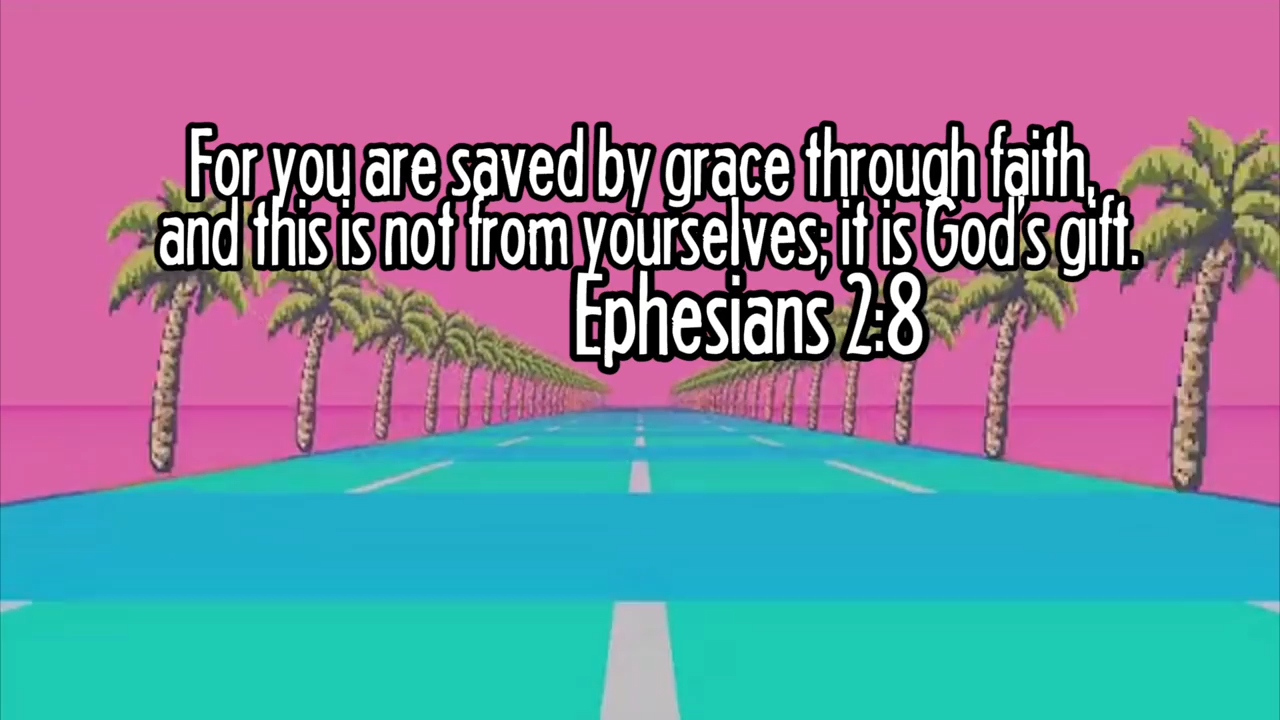 For you are saved by grace through faith,
and this is not from yourselves; it is God's gift.
Ephesians 2:8